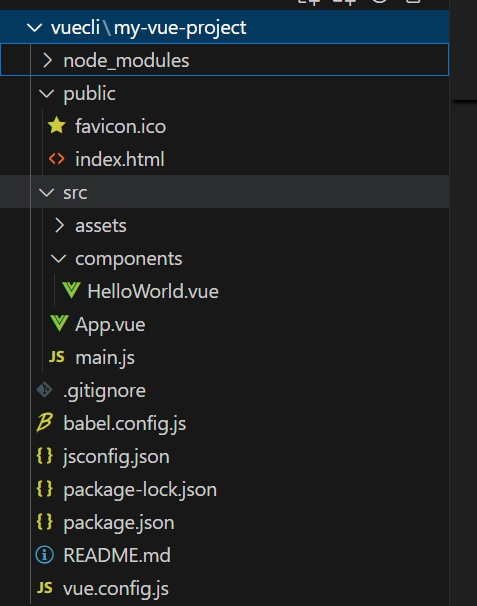 vuecli\my-vue-project
node_modules
public
favicon.ico
index.html
src
assets
components
HelloWorld.vue
App.vue
JS main.js
.gitignore
babel.config.js
{} jsconfig.json
{} package-lock.json
{} package.json
README.md
JS vue.config.js